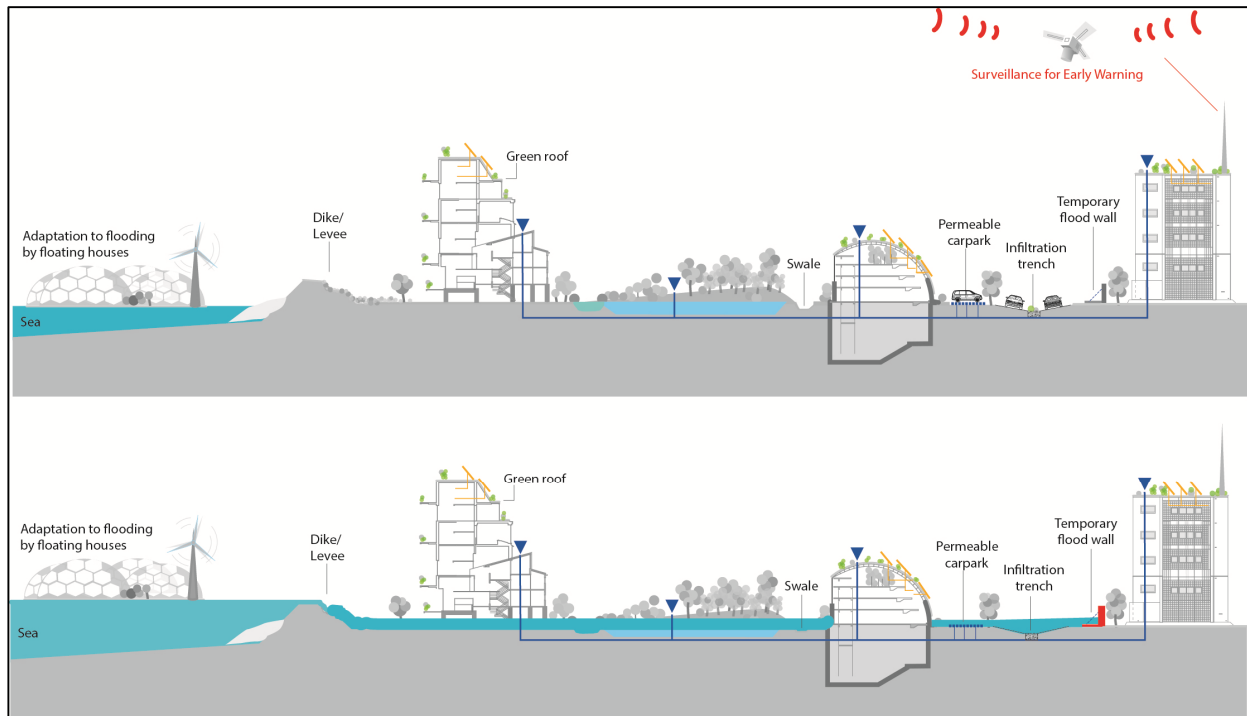 Surveillance for Early Warning
Green roof
Dike/
Levee
Adaptation to flooding
by floating houses
Temporary
flood wall
Permeable
carpark
Infiltration
trench
Swale
Sea
Green roof
Adaptation to flooding
by floating houses
Dike/
Levee
Temporary
flood wall
Permeable
carpark
Infiltration
trench
Swale
Sea